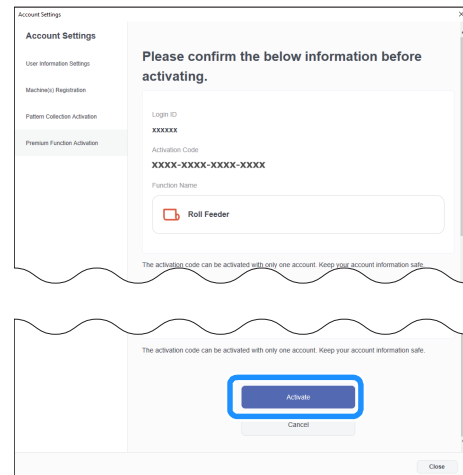 Account Settings
Account Settings
User Information Settings
Machine(s) Registration
Pattern Collection Activation
Premium Function Activation
Please confirm the below information before
activating.
Login ID
xxxxxx
Activation Code
xxxx-xxxx-xxxx-xxxx
Function Name
Roll Feeder
The activation code can be activated with only one account. Keep your account information safe.
The activation code can be activated with only one account. Keep your account information safe.
Activate
Cancel
Close